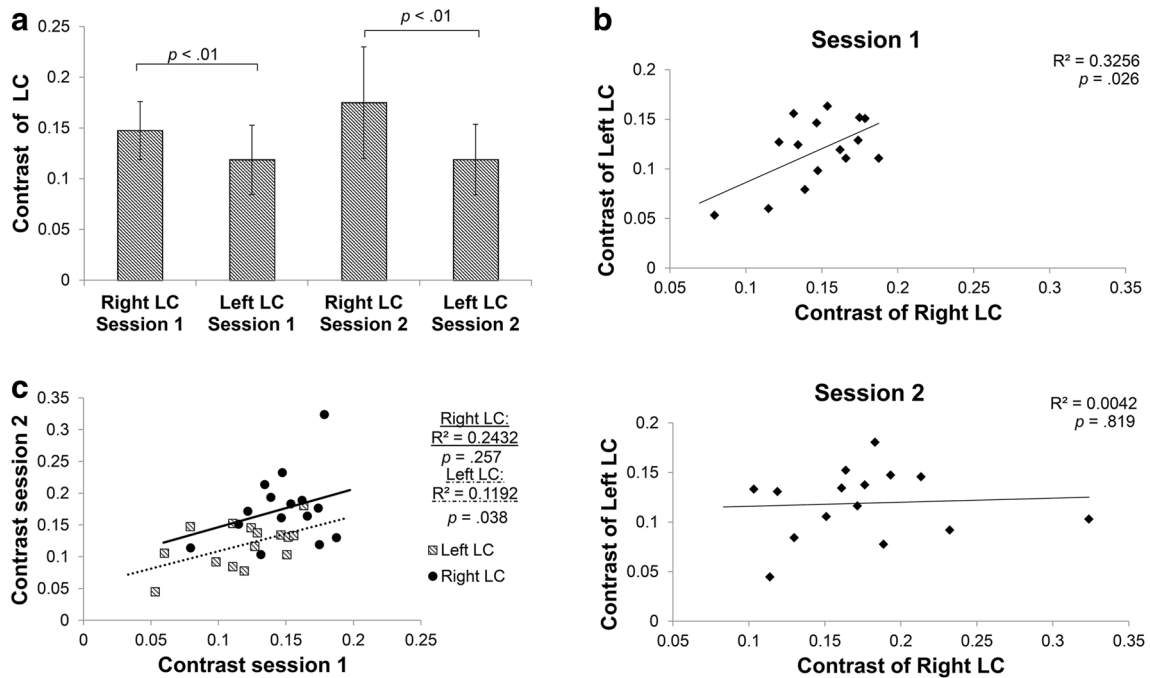 a
0.25
0.2
0.15
0.1
0.05
0
Contrast of LC
p < .01
p < .01
Right LC Session 1
Left LC Session 1
Right LC Session 2
Left LC Session 2
b
Session 1
R² = 0.3256
p = .026
0.2
0.15
0.1
0.05
0
Contrast of Left LC
0.05 0.1 0.15 0.2 0.25 0.3 0.35
Contrast of Right LC
c
0.35
0.3
0.25
0.2
0.15
0.1
0.05
0
Contrast session 2
0 0.05 0.1 0.15 0.2 0.25
Contrast session 1
Right LC:
R² = 0.2432
p = .257
Left LC:
R² = 0.1192
p = .038
Left LC
Right LC
Session 2
R² = 0.0042
p = .819
0.2
0.15
0.1
0.05
0
Contrast of Left LC
0.05 0.1 0.15 0.2 0.25 0.3 0.35
Contrast of Right LC